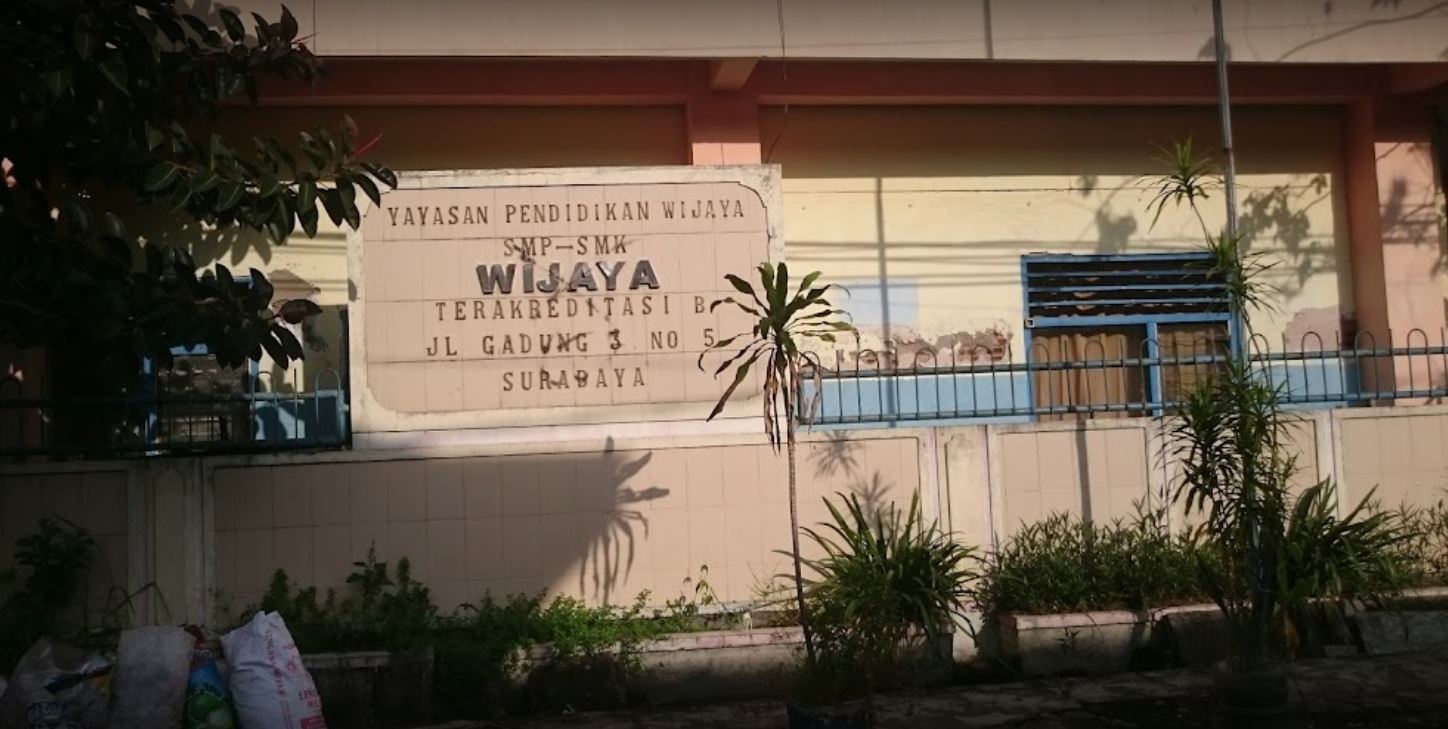 YAYASAN PENDIDIKAN WIJAYA
SMP-SMK
WIJAYA
TERAKREDITASI B
JL GADUNG 3 NO 5
SURABAYA